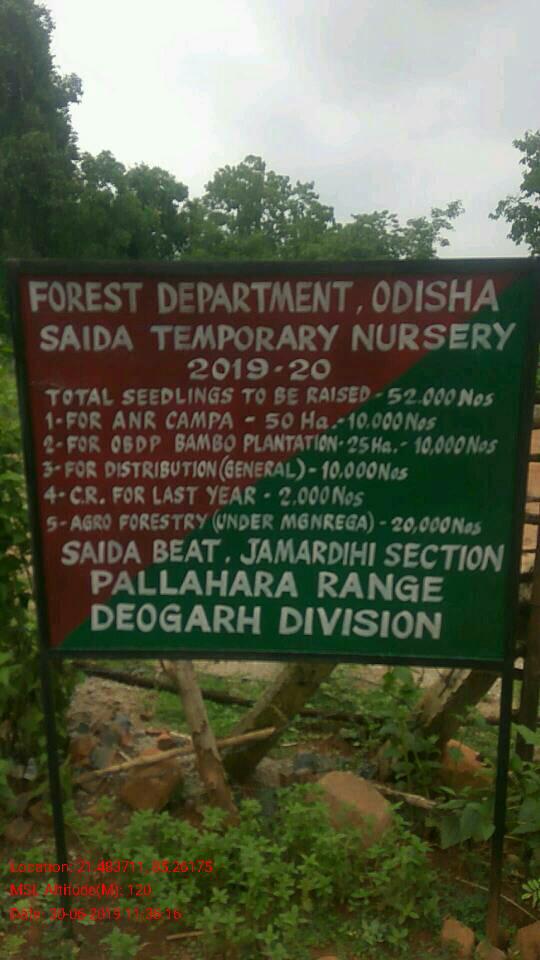 FOREST DEPARTMENT, ODISHA
SAIDA TEMPORARY NURSERY
2019-20
TOTAL SEEDLINGS TO BE RAISED - 52.000 Nos
1- FOR ANR CAMPA - 50 Ha.- 10.000 Nos
2- FOR OBDP BAMBO PLANTATION- 25 Ha. - 10,000 Nos
3- FOR DISTRIBUTION (GENERAL) - 10,000 Nos
4- C.R. FOR LAST YEAR - 2,000 Nos
5- AGRO FORESTRY (UNDER MGNREGA) - 20,000 Nos
SAIDA BEAT, JAMARDIHI SECTION
PALLAHARA RANGE
DEOGARH DIVISION
Location: 21.483711, 85.26175
MSL Altitude(M): 120
Date: 30-06-2019 11:36:16